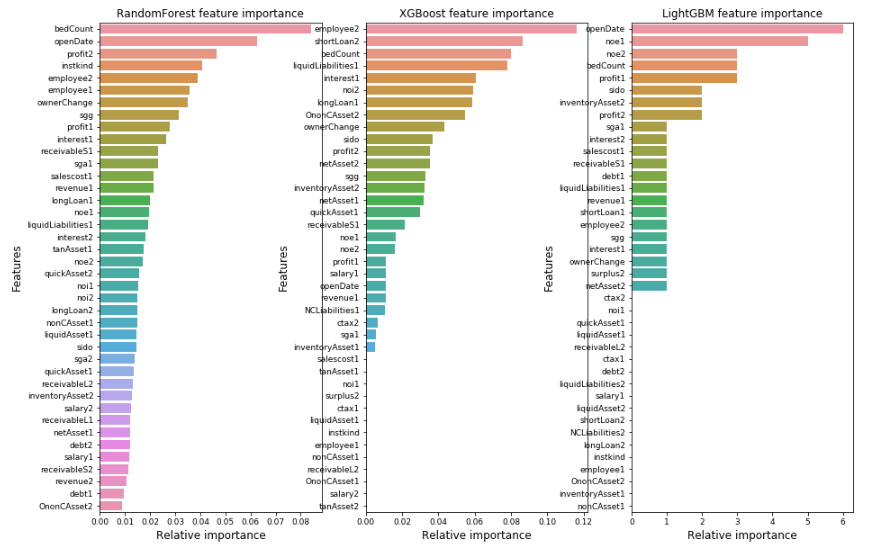 RandomForest feature importance
Features
bedCount
openDate
profit2
instkind
employee2
employee1
ownerChange
sgg
profit1
interest1
receivableS1
sga1
salescost1
revenue1
longLoan1
noe1
liquidLiabilities1
interest2
tanAsset1
noe2
quickAsset2
noi1
noi2
longLoan2
nonCAsset1
liquidAsset1
sido
sga2
quickAsset1
receivableL2
inventoryAsset2
salary2
receivableL1
netAsset1
debt2
salary1
receivableS2
revenue2
debt1
OnonCAsset2
0.00 0.01 0.02 0.03 0.04 0.05 0.06 0.07 0.08
Relative importance
XGBoost feature importance
Features
employee2
shortLoan2
bedCount
liquidLiabilities1
interest1
noi2
longLoan1
OnonCAsset2
ownerChange
sido
profit2
netAsset2
sgg
inventoryAsset2
netAsset1
quickAsset1
receivableS1
noe1
noe2
profit1
salary1
openDate
revenue1
NCLiabilities1
ctax2
sga1
inventoryAsset1
salescost1
tanAsset1
noi1
surplus2
ctax1
liquidAsset1
instkind
employee1
nonCAsset1
receivableL2
OnonCAsset1
salary2
tanAsset2
0.00 0.02 0.04 0.06 0.08 0.10 0.12
Relative importance
LightGBM feature importance
Features
openDate
noe1
noe2
bedCount
profit1
sido
inventoryAsset2
profit2
sga1
interest2
salescost1
receivableS1
debt1
liquidLiabilities1
revenue1
shortLoan1
employee2
sgg
interest1
ownerChange
surplus2
netAsset2
ctax2
noi1
quickAsset1
liquidAsset1
receivableL2
ctax1
debt2
liquidLiabilities2
salary1
liquidAsset2
shortLoan2
NCLiabilities2
longLoan2
instkind
employee1
OnonCAsset2
inventoryAsset1
nonCAsset1
0 1 2 3 4 5 6
Relative importance